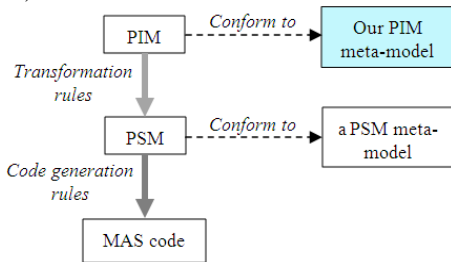 PIM
Conform to
Our PIM
meta-model
Transformation
rules
PSM
Conform to
a PSM meta-
model
Code generation
rules
MAS code